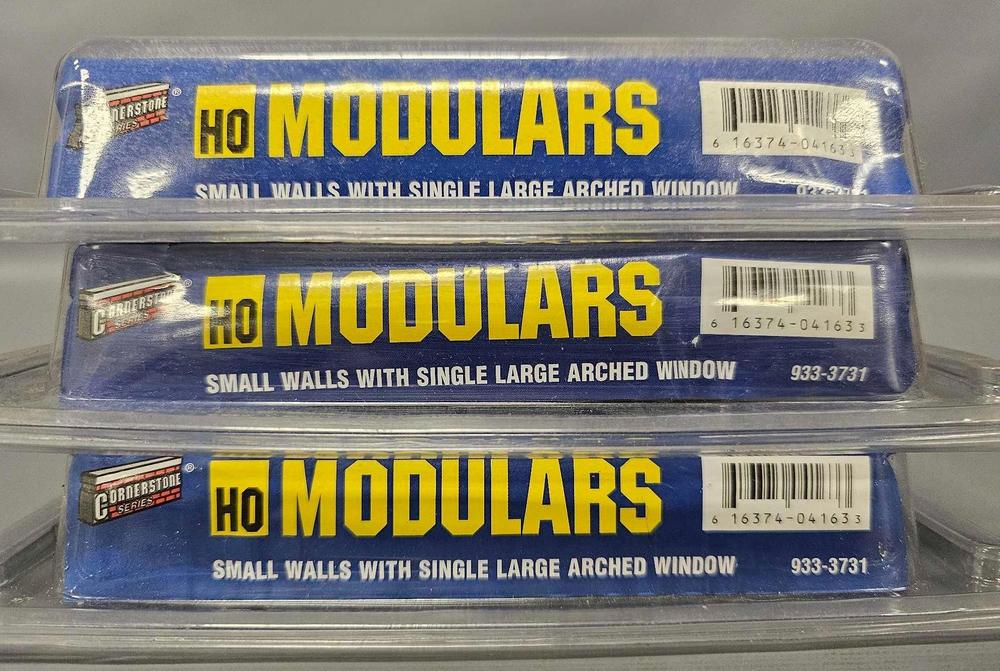 SERIES
®
HO MODULARS
6 16374-04163 3
SMALL WALLS WITH SINGLE LARGE ARCHED WINDOW
CORNERSTONE ®
SERIES
HO MODULARS
6 16374-04163 3
SMALL WALLS WITH SINGLE LARGE ARCHED WINDOW 933-3731
CORNERSTONE ®
SERIES
HO MODULARS
6 16374-04163 3
SMALL WALLS WITH SINGLE LARGE ARCHED WINDOW 933-3731